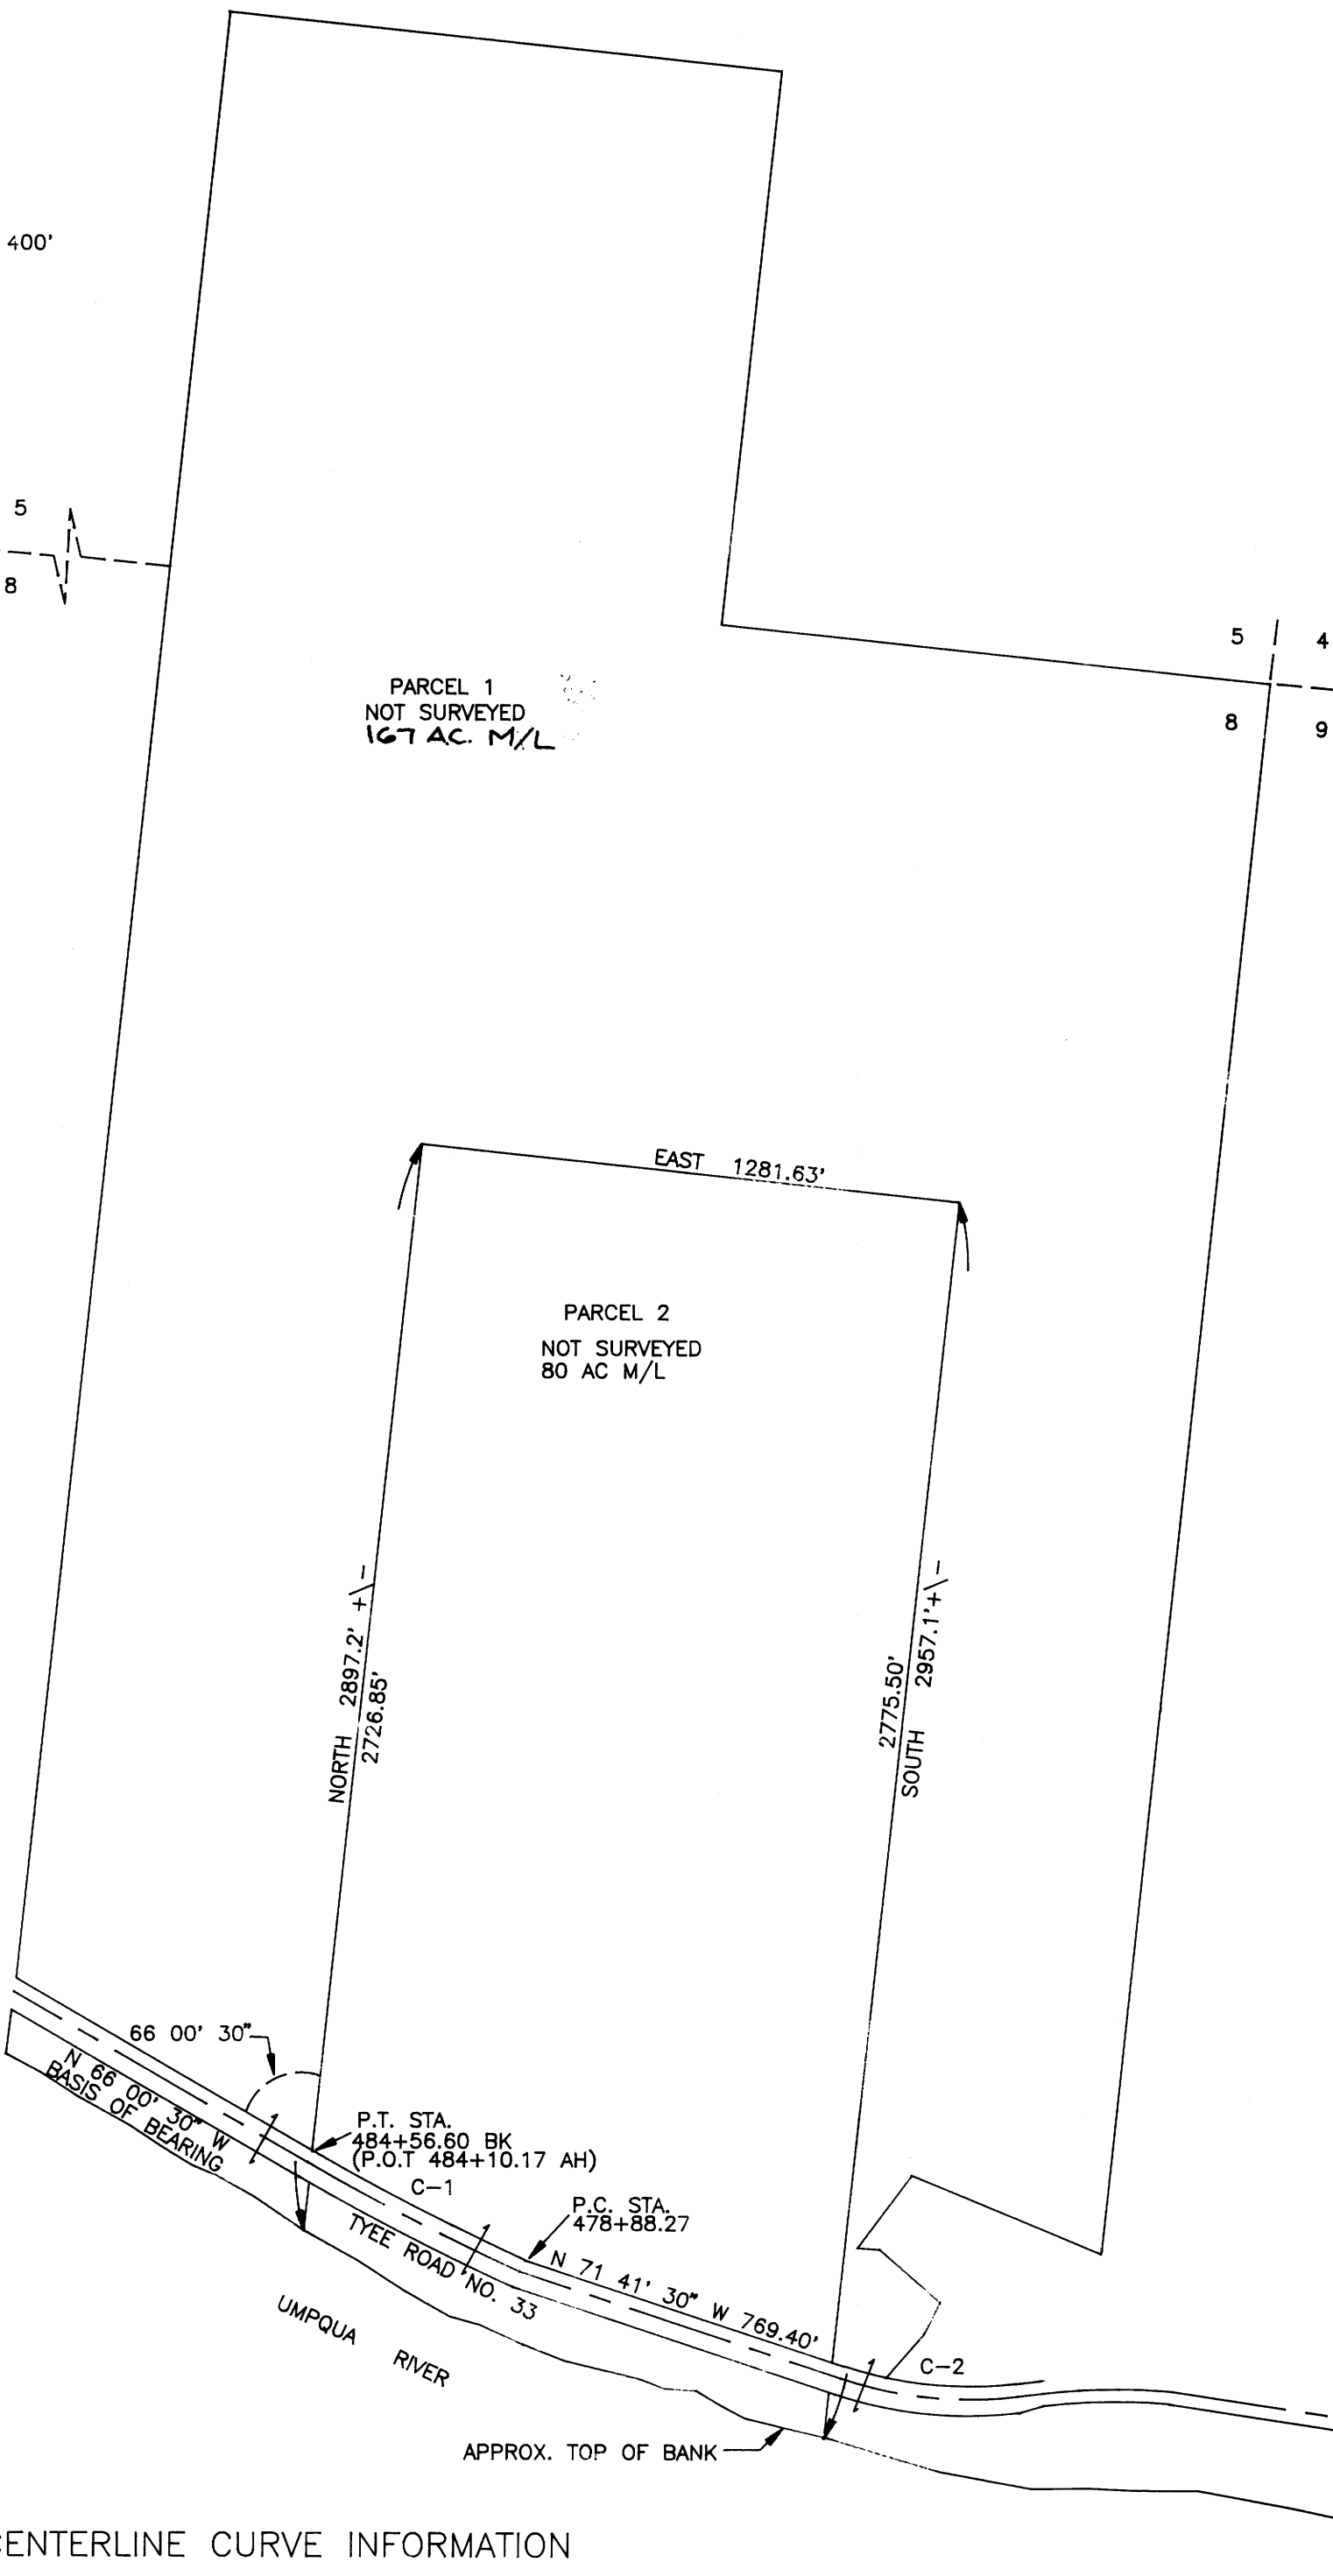 400'
5
8
5 4
8 9
PARCEL 1
NOT SURVEYED
167 AC. M/L
EAST 1281.63'
PARCEL 2
NOT SURVEYED
80 AC M/L
NORTH 2897.2' +\-
2726.85'
2775.50'
SOUTH 2957.1'+\-
66 00' 30"
N 66 00' 30" W
BASIS OF BEARING
P.T. STA.
484+56.60 BK
(P.O.T 484+10.17 AH)
C-1
P.C. STA.
478+88.27
N 71 41' 30" W 769.40'
TYEE ROAD NO. 33
C-2
UMPQUA RIVER
APPROX. TOP OF BANK
CENTERLINE CURVE INFORMATION